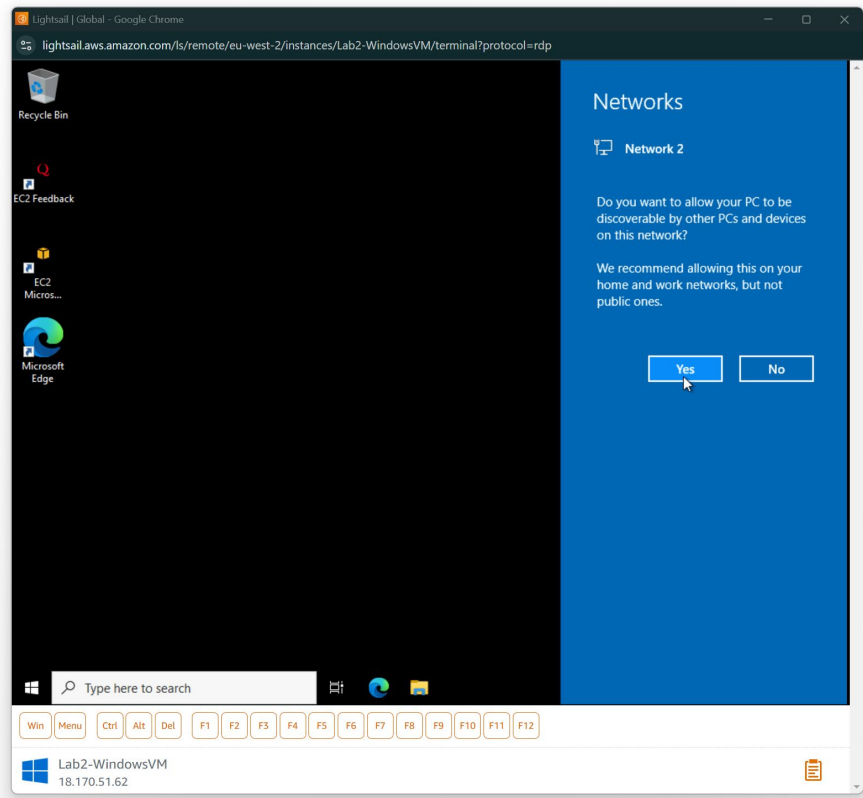 Lightsail | Global - Google Chrome
lightsail.aws.amazon.com/ls/remote/eu-west-2/instances/Lab2-WindowsVM/terminal?protocol=rdp
Recycle Bin
Q
EC2 Feedback
EC2
Micros...
Microsoft
Edge
Networks
Network 2
Do you want to allow your PC to be
discoverable by other PCs and devices
on this network?
We recommend allowing this on your
home and work networks, but not
public ones.
Yes
No
Type here to search
Win Menu Ctrl Alt Del F1 F2 F3 F4 F5 F6 F7 F8 F9 F10 F11 F12
Lab2-WindowsVM
18.170.51.62